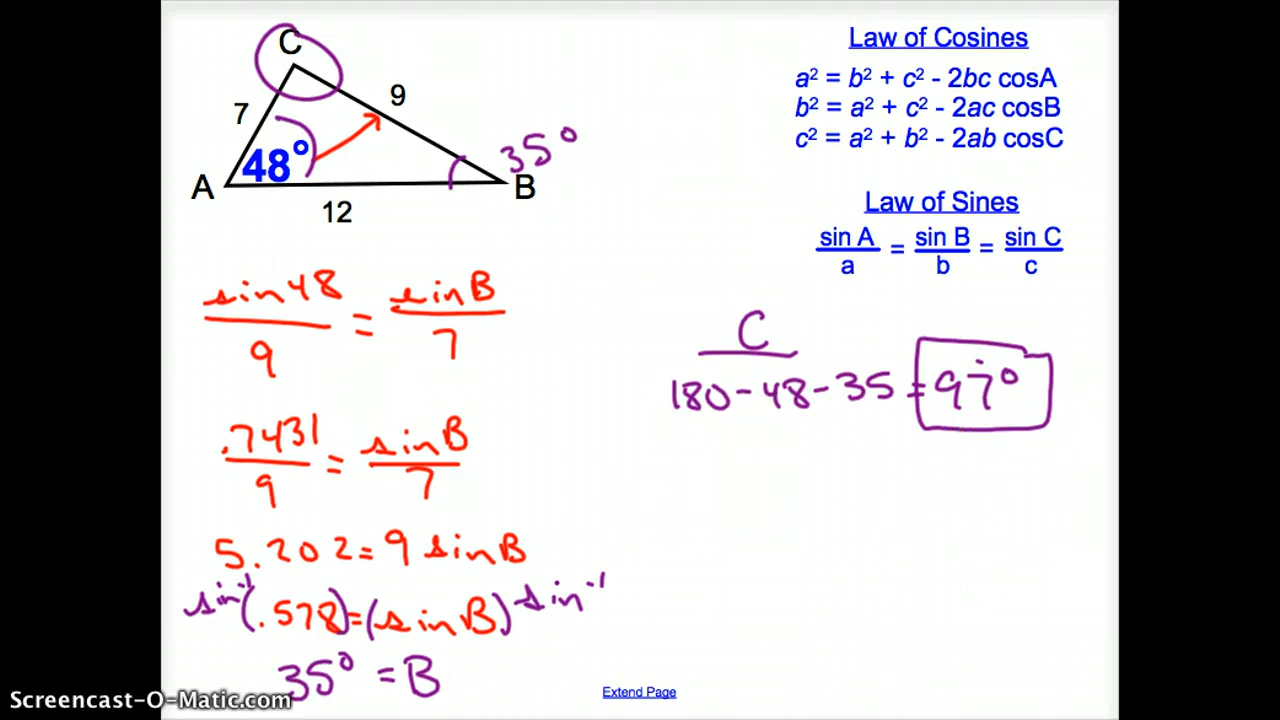 C
7
9
48°
35°
A
B
12
sin48 = sinB
9 7
.7431 = sinB
9 7
5.202 = 9 sinB
sin⁻¹(.578) = (sinB) sin⁻¹
35° = B
Law of Cosines
a² = b² + c² - 2bc cosA
b² = a² + c² - 2ac cosB
c² = a² + b² - 2ab cosC
Law of Sines
sin A = sin B = sin C
a b c
C
180-48-35 = 97°
Extend Page
Screencast-O-Matic.com